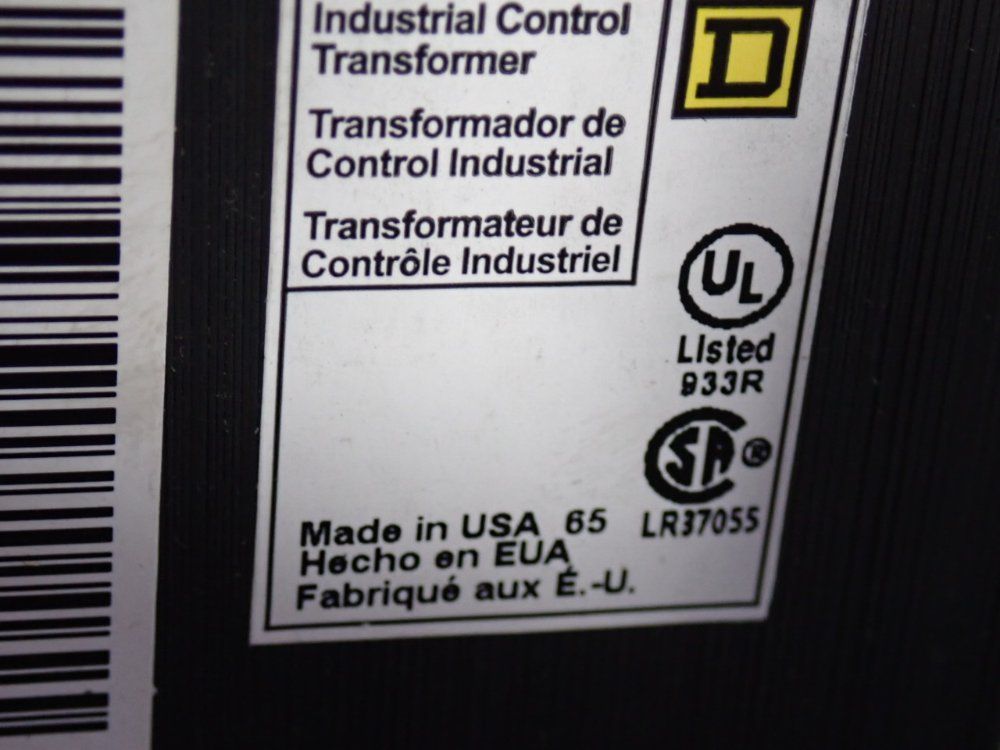 Industrial Control
Transformer
Transformador de
Control Industrial
Transformateur de
Contrôle Industriel
D
UL
Listed
933R
SA ®
LR37055
Made in USA 65
Hecho en EUA
Fabriqué aux É.-U.